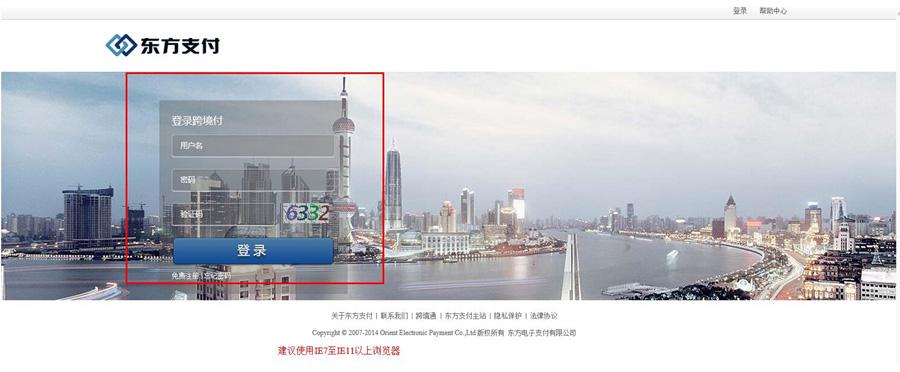 登录 帮助中心
东方支付
登录跨境付
用户名
密码
验证码 6332
登录
免费注册 | 忘记密码
关于东方支付 | 联系我们 | 跨境通 | 东方支付主站 | 隐私保护 | 法律协议
Copyright © 2007-2014 Orient Electronic Payment Co.,Ltd 版权所有 东方电子支付有限公司
建议使用IE7至IE11以上浏览器